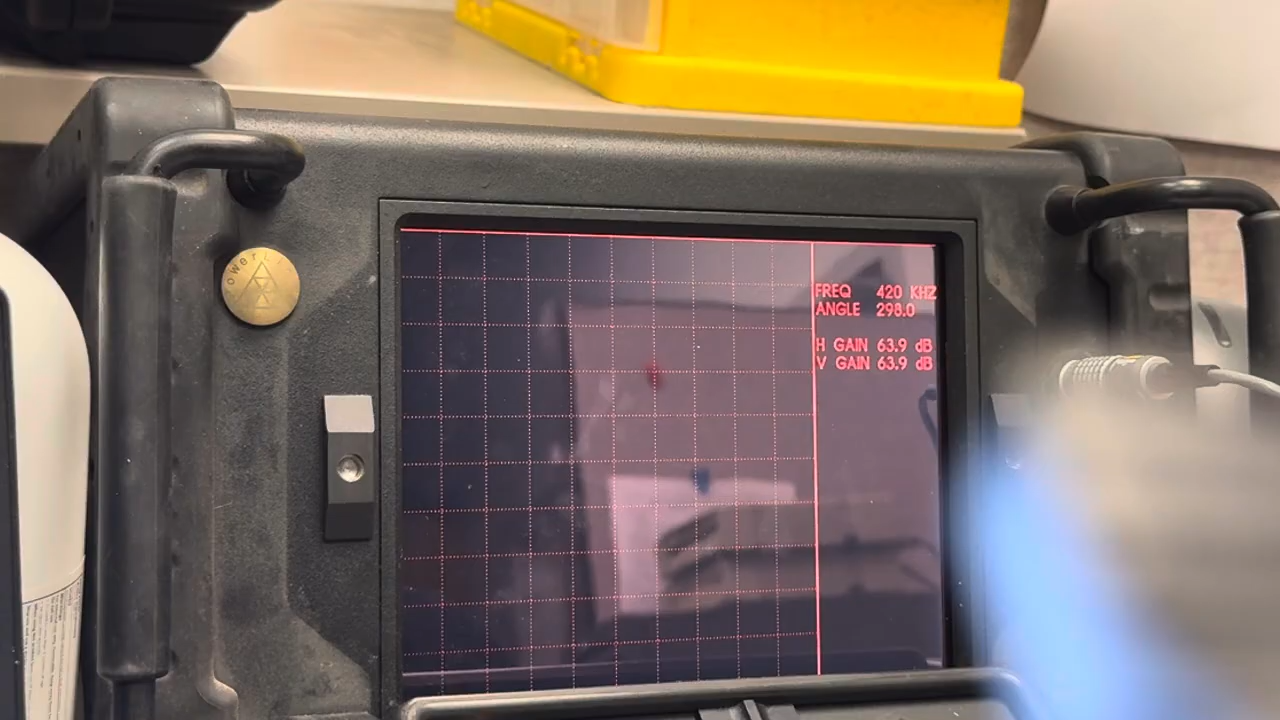 FREQ 420 KHZ
ANGLE 298.0
H GAIN 63.9 dB
V GAIN 63.9 dB